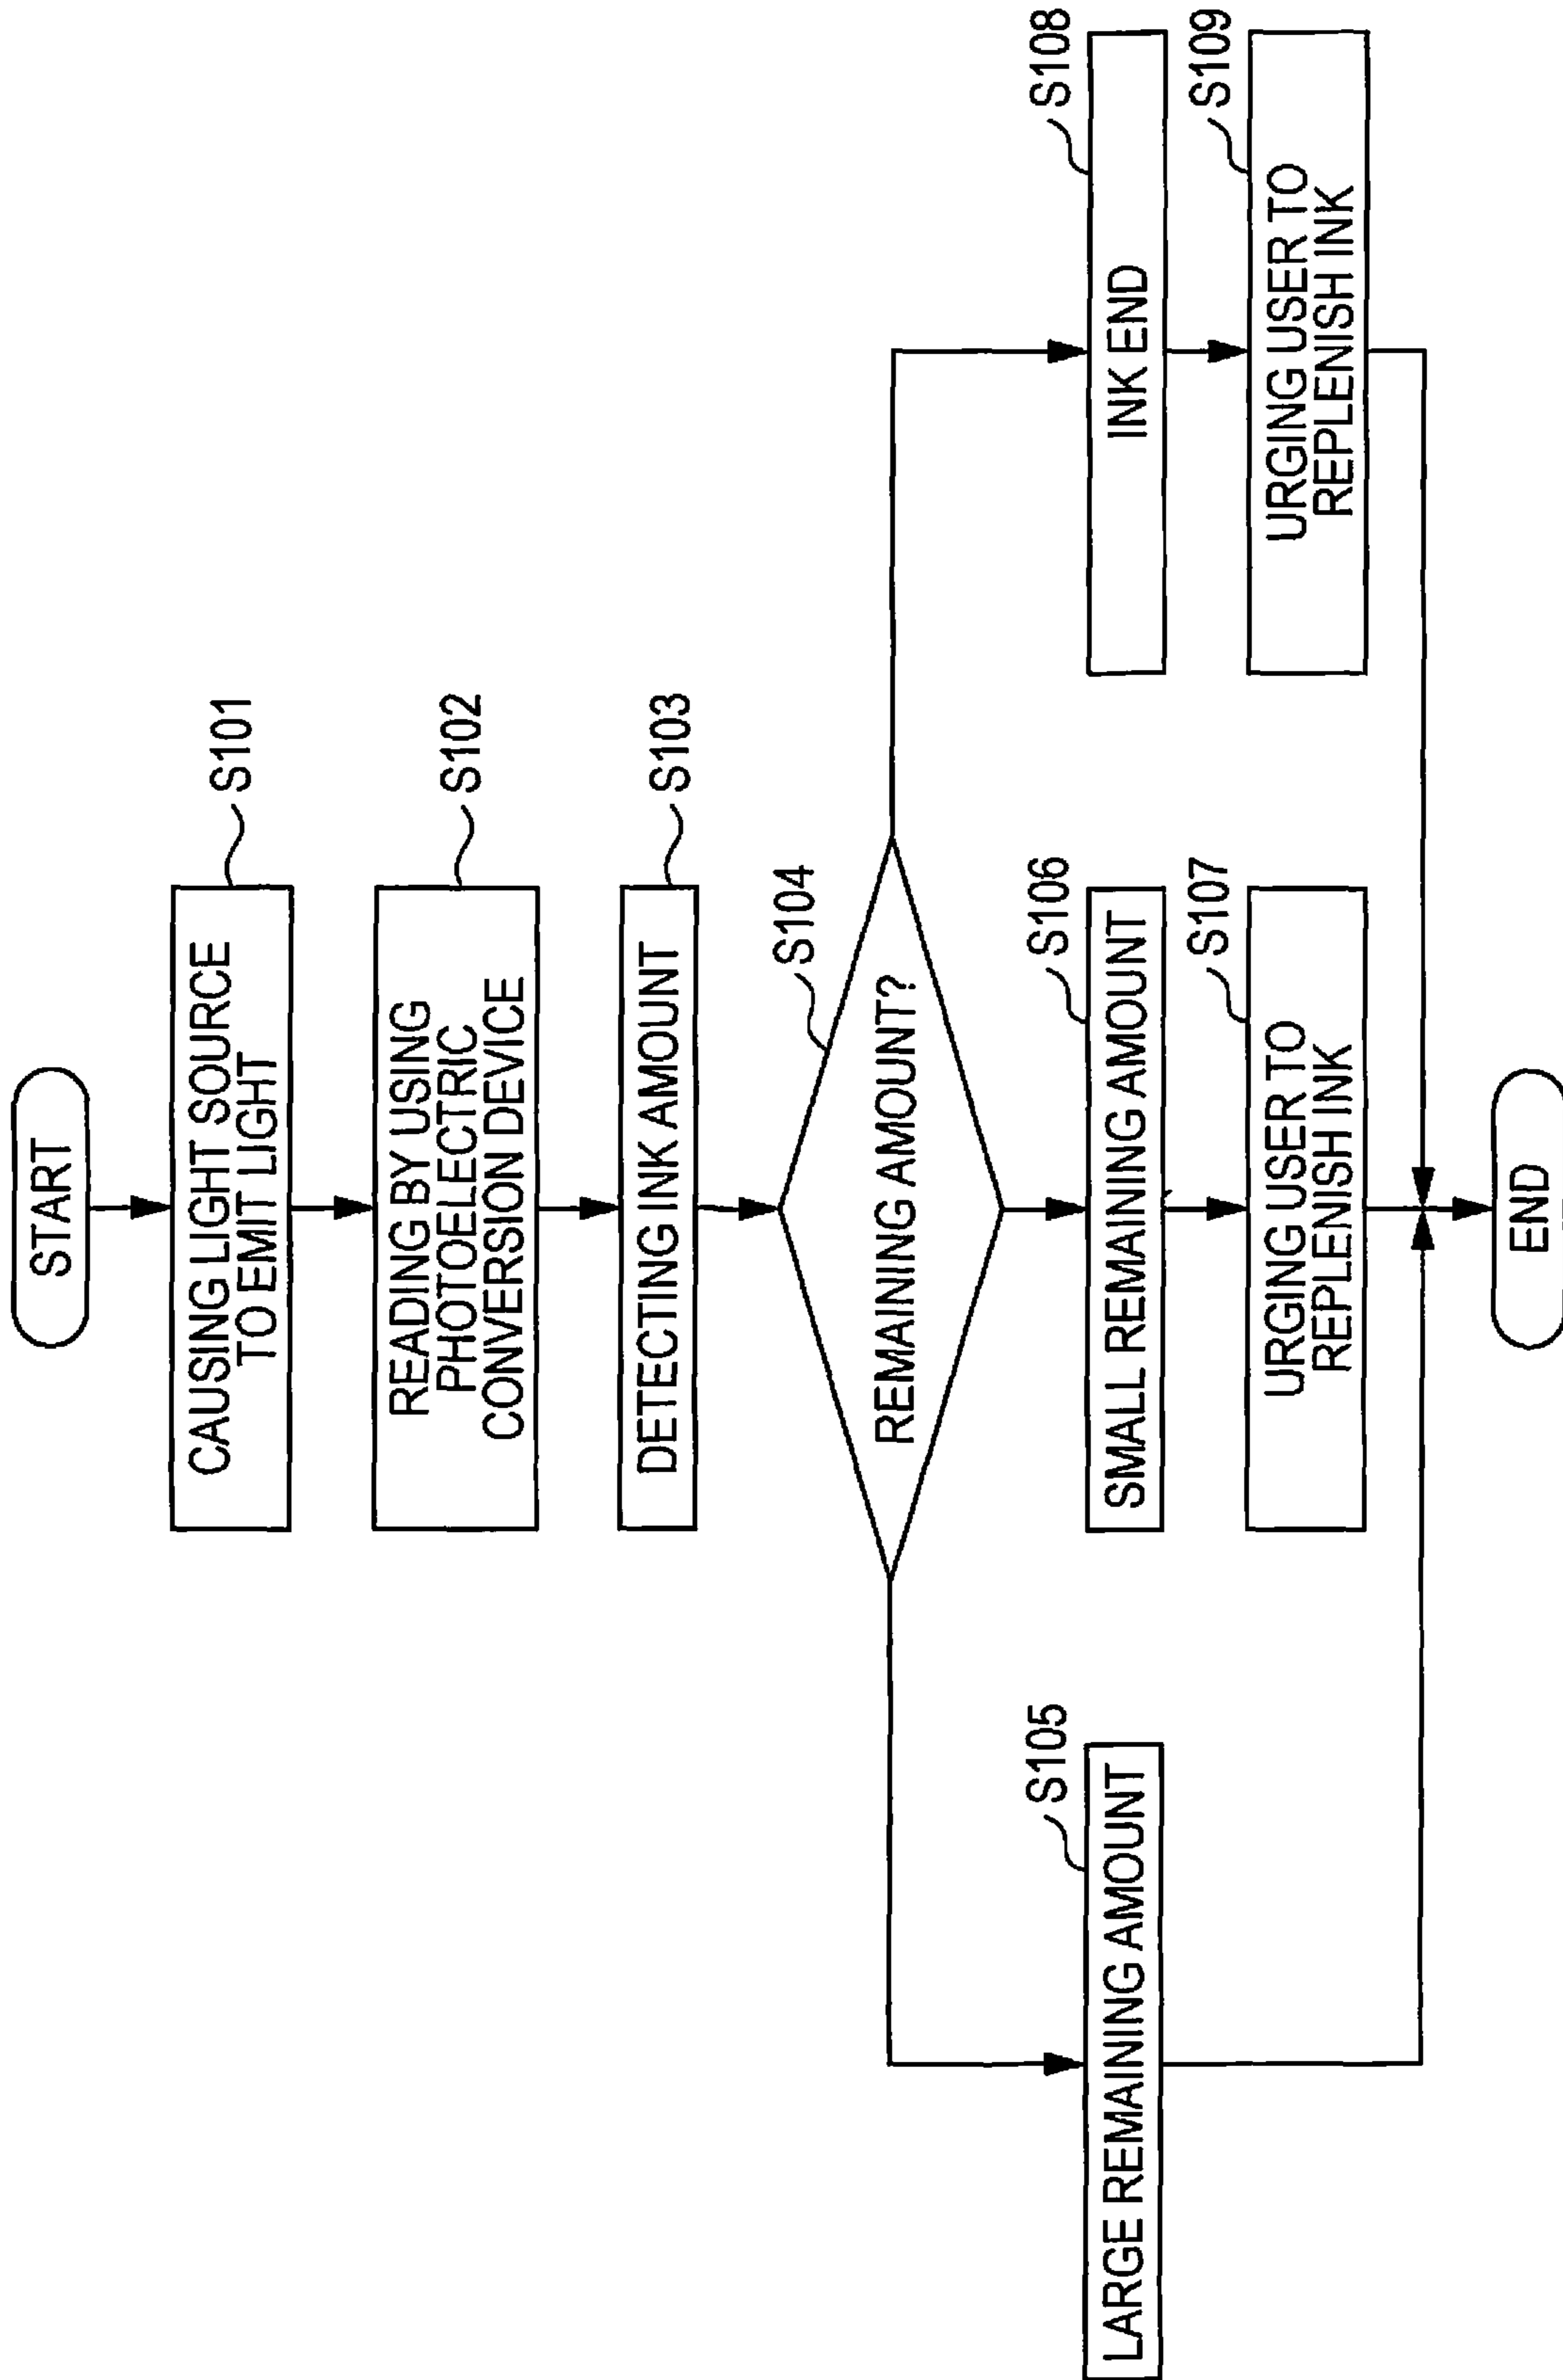 START
CAUSING LIGHT SOURCE
TO EMIT LIGHT
S101
READING BY USING
PHOTOELECTRIC
CONVERSION DEVICE
S102
DETECTING INK AMOUNT
S103
REMAINING AMOUNT?
S104
LARGE REMAINING AMOUNT
S105
SMALL REMAINING AMOUNT
S106
URGING USER TO
REPLENISH INK
S107
INK END
S108
URGING USER TO
REPLENISH INK
S109
END